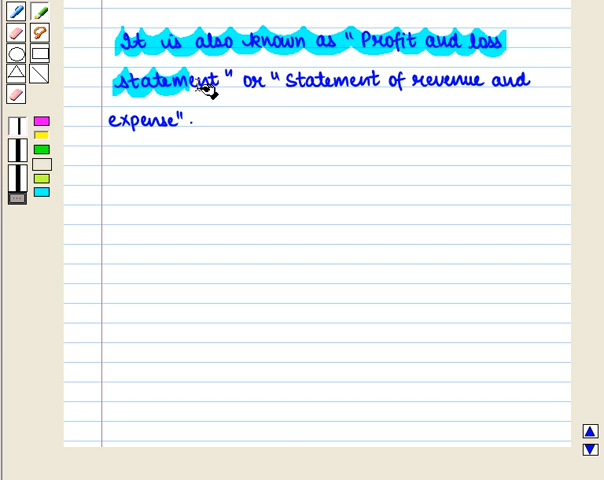 It is also known as " Profit and loss
statement " or " Statement of revenue and
expense".